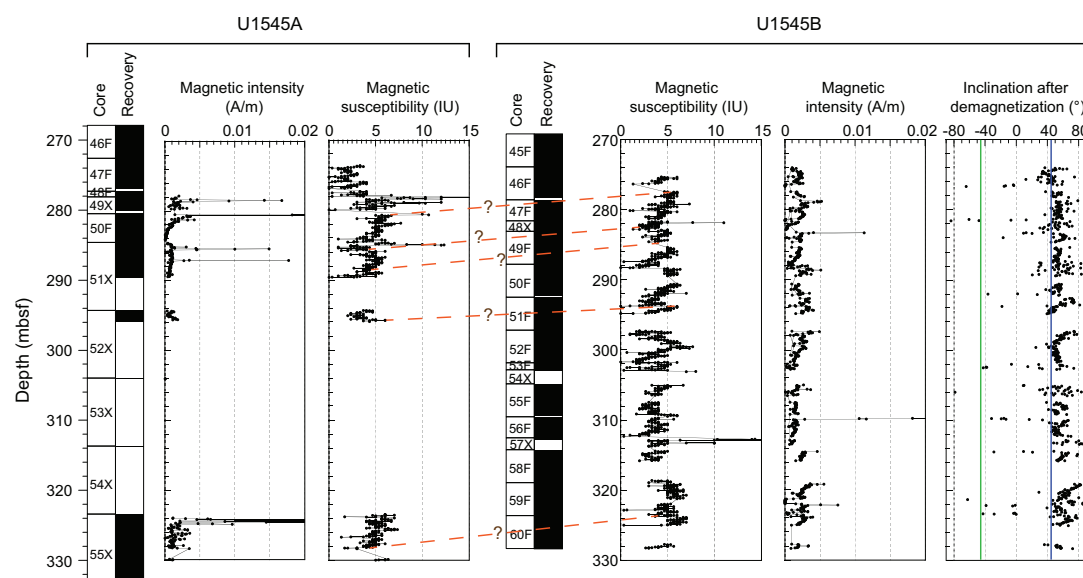 U1545A
U1545B
Core
Recovery
Magnetic intensity
(A/m)
Magnetic
susceptibility (IU)
Core
Recovery
Magnetic
susceptibility (IU)
Magnetic
intensity (A/m)
Inclination after
demagnetization (°)
0 0.01 0.02
0 5 10 15
0 5 10 15
0 0.01 0.02
-80 -40 0 40 80
Depth (mbsf)
270
280
290
300
310
320
330
46F
47F
48F
49X
50F
51X
52X
53X
54X
55X
270
280
290
300
310
320
330
45F
46F
47F
48X
49F
50F
51F
52F
53F
54X
55F
56F
57X
58F
59F
60F
?
?
?
?
?